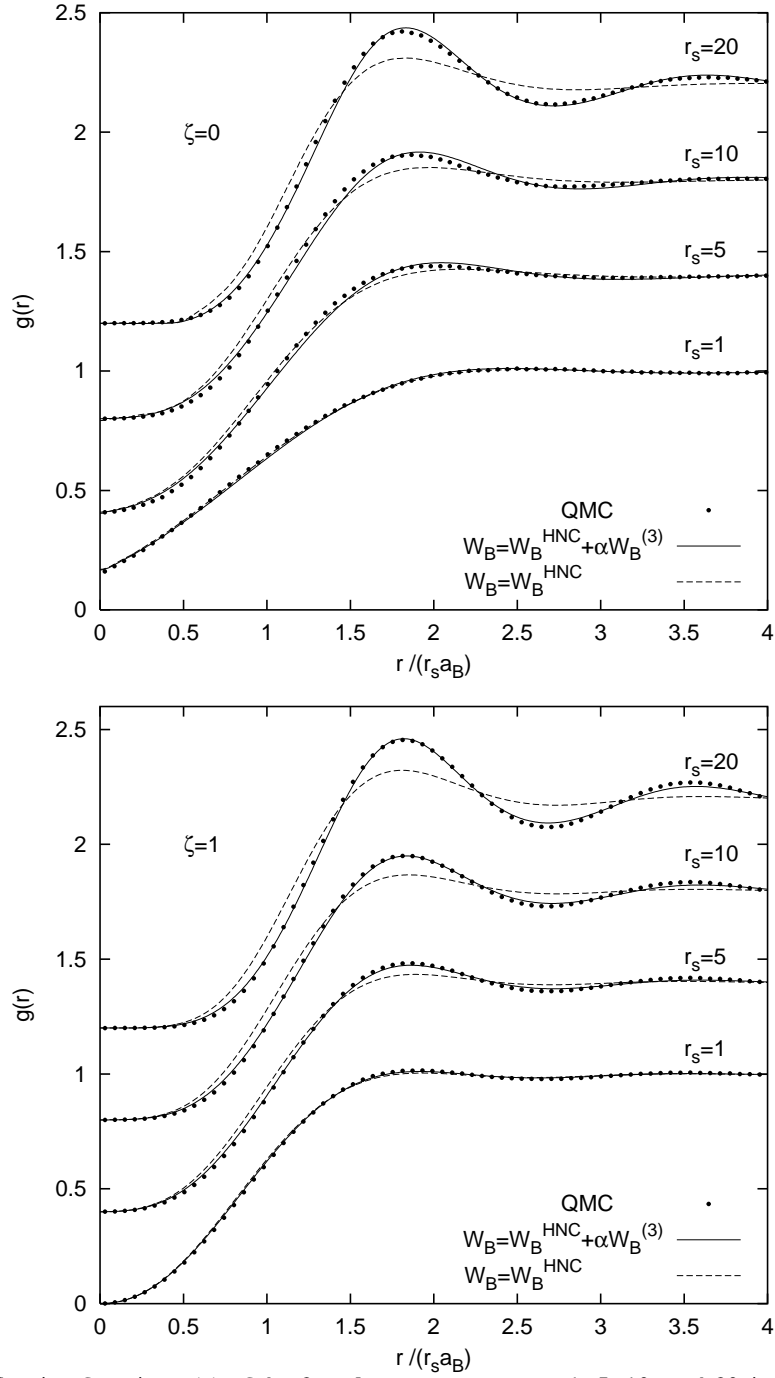 2.5
2
1.5
1
0.5
0
g(r)
ζ=0
r_s=20
r_s=10
r_s=5
r_s=1
QMC
W_B=W_B^HNC+αW_B^(3)
W_B=W_B^HNC
0 0.5 1 1.5 2 2.5 3 3.5 4
r /(r_s a_B)
2.5
2
1.5
1
0.5
0
g(r)
ζ=1
r_s=20
r_s=10
r_s=5
r_s=1
QMC
W_B=W_B^HNC+αW_B^(3)
W_B=W_B^HNC
0 0.5 1 1.5 2 2.5 3 3.5 4
r /(r_s a_B)